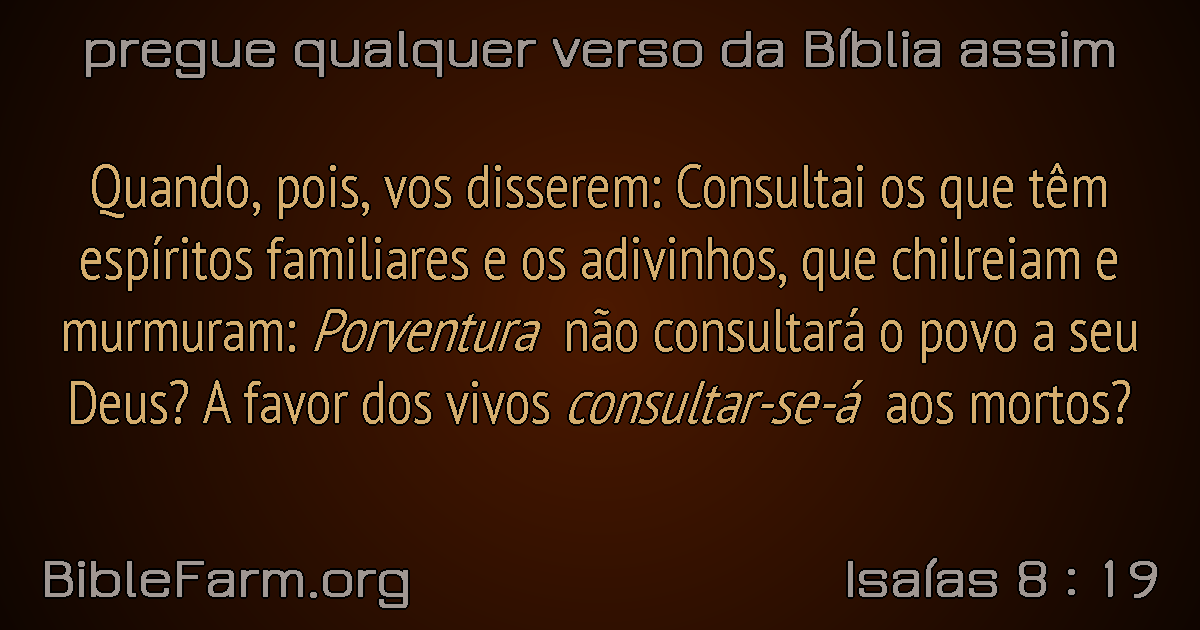 pregue qualquer verso da Bíblia assim
Quando, pois, vos disserem: Consultai os que têm
espíritos familiares e os adivinhos, que chilreiam e
murmuram: Porventura não consultará o povo a seu
Deus? A favor dos vivos consultar-se-á aos mortos?
BibleFarm.org
Isaías 8 : 19